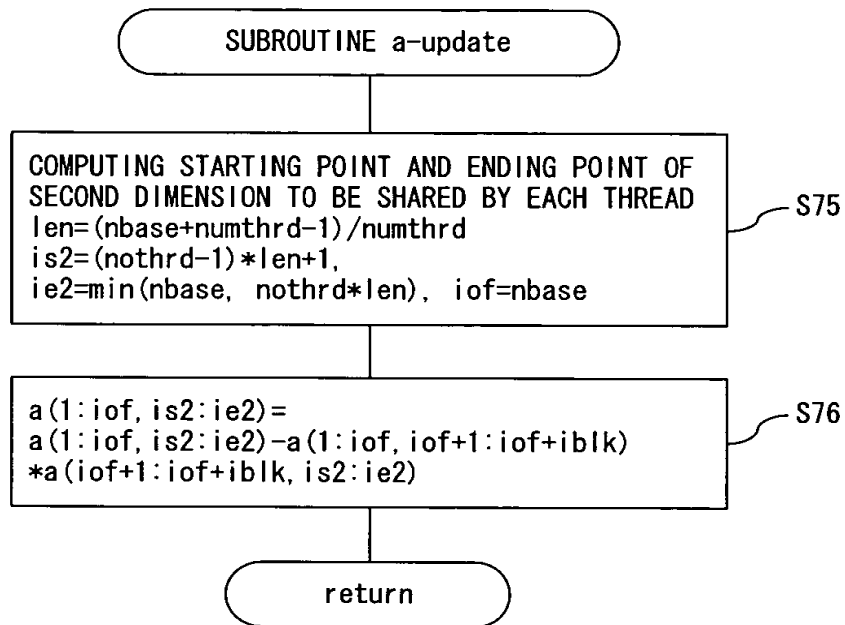 SUBROUTINE a-update
COMPUTING STARTING POINT AND ENDING POINT OF
SECOND DIMENSION TO BE SHARED BY EACH THREAD
len=(nbase+numthrd-1)/numthrd
is2=(nothrd-1)*len+1,
ie2=min(nbase, nothrd*len), iof=nbase
S75
a(1:iof,is2:ie2)=
a(1:iof,is2:ie2)-a(1:iof,iof+1:iof+iblk)
*a(iof+1:iof+iblk,is2:ie2)
S76
return